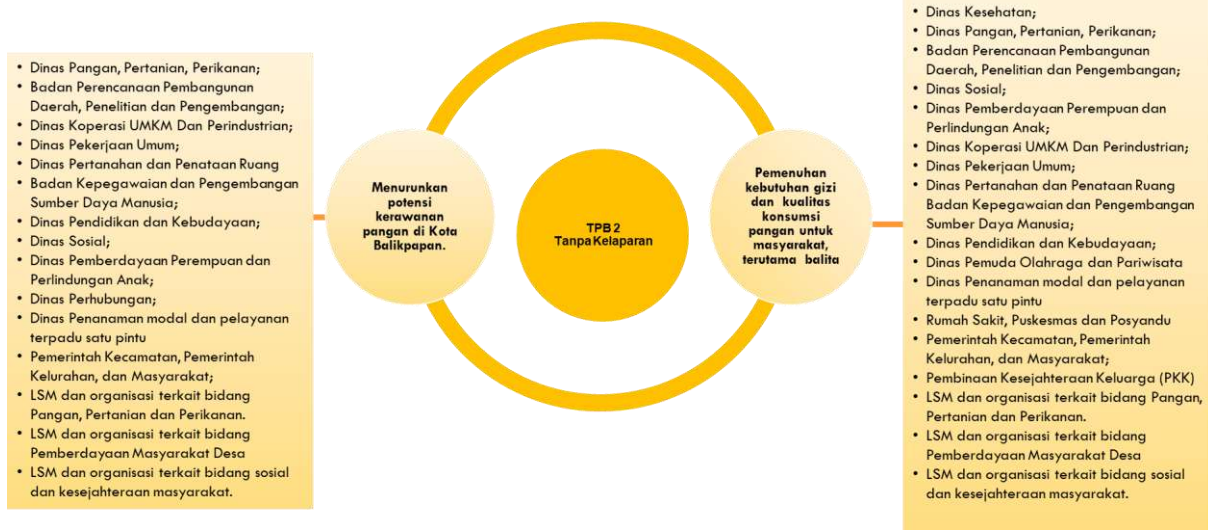 • Dinas Pangan, Pertanian, Perikanan;
• Badan Perencanaan Pembangunan
Daerah, Penelitian dan Pengembangan;
• Dinas Koperasi UMKM Dan Perindustrian;
• Dinas Pekerjaan Umum;
• Dinas Pertanahan dan Penataan Ruang
• Badan Kepegawaian dan Pengembangan
Sumber Daya Manusia;
• Dinas Pendidikan dan Kebudayaan;
• Dinas Sosial;
• Dinas Pemberdayaan Perempuan dan
Perlindungan Anak;
• Dinas Perhubungan;
• Dinas Penanaman modal dan pelayanan
terpadu satu pintu
• Pemerintah Kecamatan, Pemerintah
Kelurahan, dan Masyarakat;
• LSM dan organisasi terkait bidang
Pangan, Pertanian dan Perikanan.
• LSM dan organisasi terkait bidang
Pemberdayaan Masyarakat Desa
• LSM dan organisasi terkait bidang sosial
dan kesejahteraan masyarakat.
Menurunkan
potensi
kerawanan
pangan di Kota
Balikpapan.
TPB 2
Tanpa Kelaparan
Pemenuhan
kebutuhan gizi
dan kualitas
konsumsi
pangan untuk
masyarakat,
terutama balita
• Dinas Kesehatan;
• Dinas Pangan, Pertanian, Perikanan;
• Badan Perencanaan Pembangunan
Daerah, Penelitian dan Pengembangan;
• Dinas Sosial;
• Dinas Pemberdayaan Perempuan dan
Perlindungan Anak;
• Dinas Koperasi UMKM Dan Perindustrian;
• Dinas Pekerjaan Umum;
• Dinas Pertanahan dan Penataan Ruang
Badan Kepegawaian dan Pengembangan
Sumber Daya Manusia;
• Dinas Pendidikan dan Kebudayaan;
• Dinas Pemuda Olahraga dan Pariwisata
• Dinas Penanaman modal dan pelayanan
terpadu satu pintu
• Rumah Sakit, Puskesmas dan Posyandu
• Pemerintah Kecamatan, Pemerintah
Kelurahan, dan Masyarakat;
• Pembinaan Kesejahteraan Keluarga (PKK)
• LSM dan organisasi terkait bidang Pangan,
Pertanian dan Perikanan.
• LSM dan organisasi terkait bidang
Pemberdayaan Masyarakat Desa
• LSM dan organisasi terkait bidang sosial
dan kesejahteraan masyarakat.